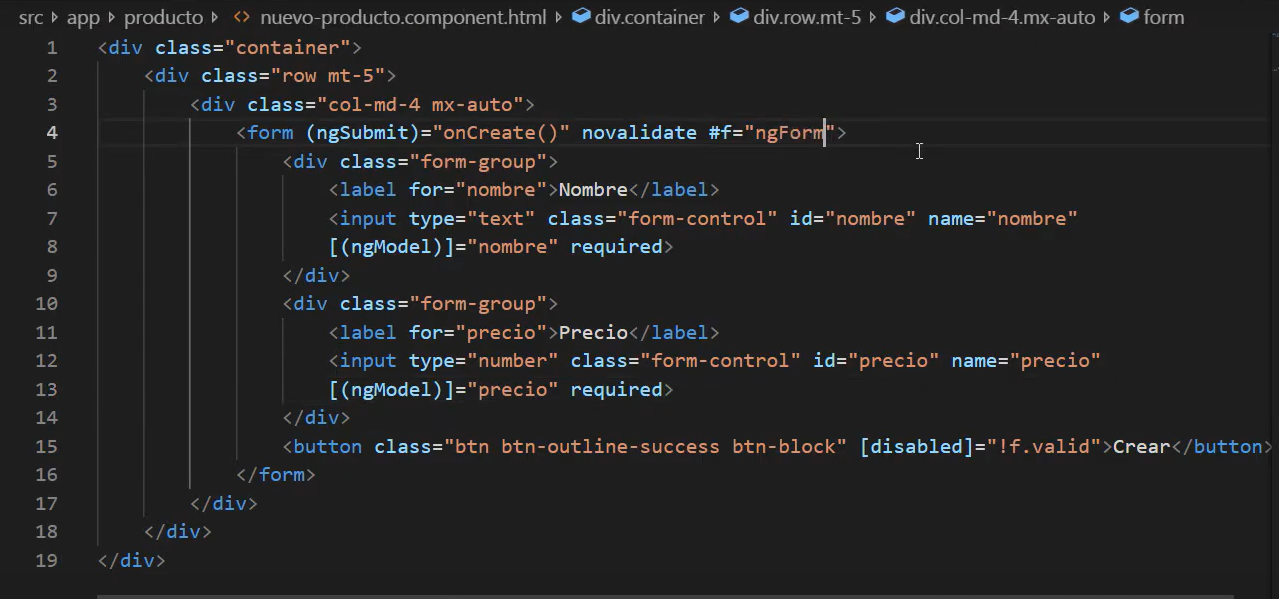 src > app > producto > <> nuevo-producto.component.html > div.container > div.row.mt-5 > div.col-md-4.mx-auto > form
1 <div class="container">
2     <div class="row mt-5">
3         <div class="col-md-4 mx-auto">
4             <form (ngSubmit)="onCreate()" novalidate #f="ngForm">
5                 <div class="form-group">
6                     <label for="nombre">Nombre</label>
7                     <input type="text" class="form-control" id="nombre" name="nombre"
8                     [(ngModel)]="nombre" required>
9                 </div>
10                 <div class="form-group">
11                     <label for="precio">Precio</label>
12                     <input type="number" class="form-control" id="precio" name="precio"
13                     [(ngModel)]="precio" required>
14                 </div>
15                 <button class="btn btn-outline-success btn-block" [disabled]="!f.valid">Crear</button>
16             </form>
17         </div>
18     </div>
19 </div>